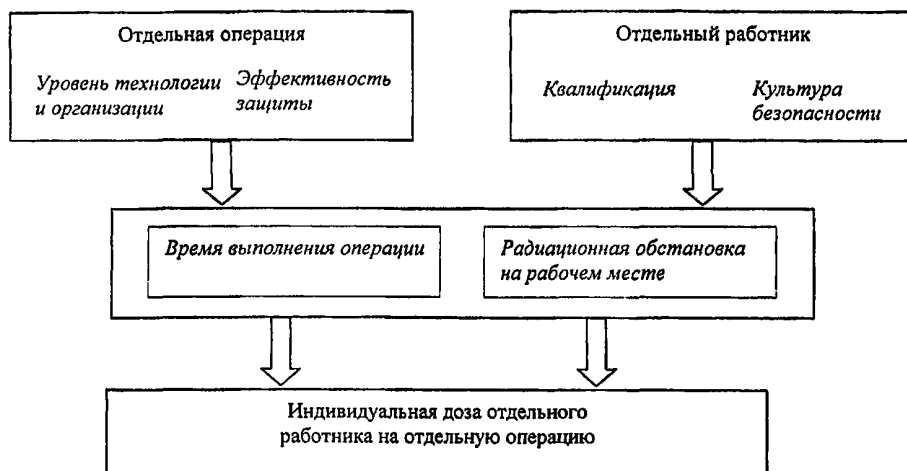 Отдельная операция
Уровень технологии
и организации
Эффективность
защиты
Отдельный работник
Квалификация
Культура
безопасности
Время выполнения операции
Радиационная обстановка
на рабочем месте
Индивидуальная доза отдельного
работника на отдельную операцию